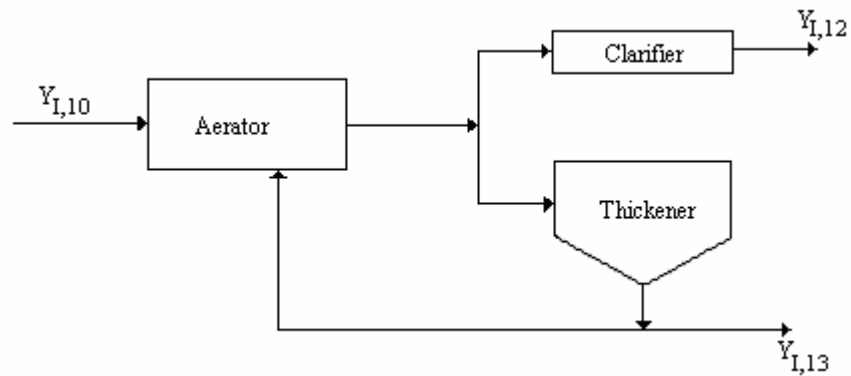 Y_{I,12}
Clarifier
Y_{I,10}
Aerator
Thickener
Y_{I,13}